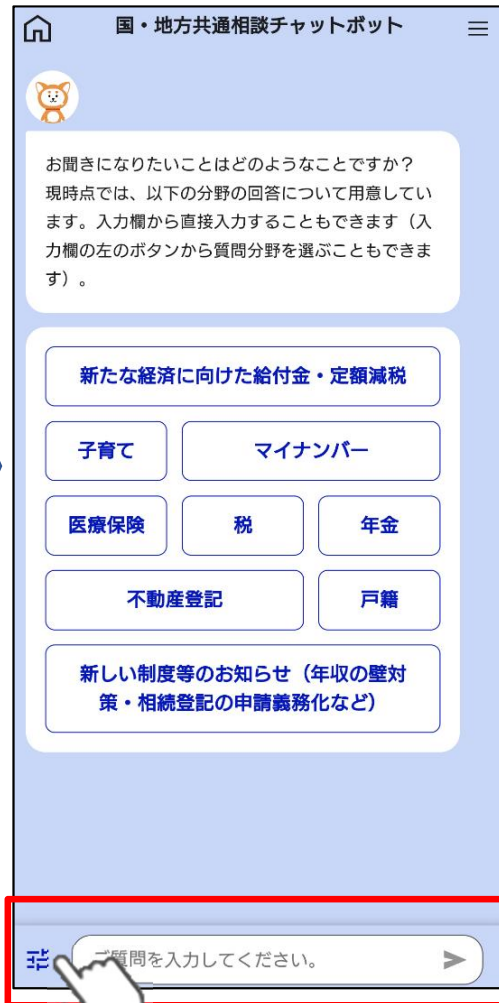 国・地方共通相談チャットボット
お聞きになりたいことはどのようなことですか？
現時点では、以下の分野の回答について用意してい
ます。入力欄から直接入力することもできます（入
力欄の左のボタンから質問分野を選ぶこともできま
す）。
新たな経済に向けた給付金・定額減税
子育て
マイナンバー
医療保険
税
年金
不動産登記
戸籍
新しい制度等のお知らせ（年収の壁対
策・相続登記の申請義務化など）
ご質問を入力してください。